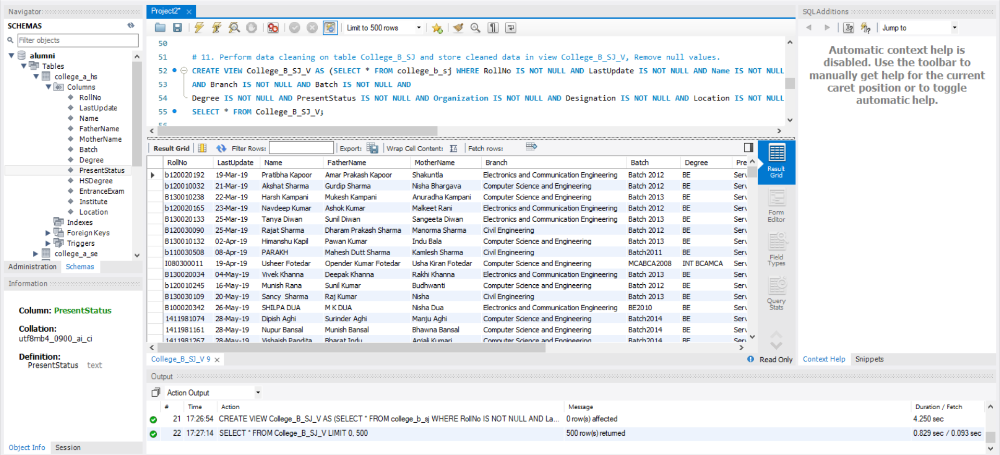 Navigator
SCHEMAS
Filter objects
alumni
Tables
college_a_hs
Columns
RollNo
LastUpdate
Name
FatherName
MotherName
Batch
Degree
PresentStatus
HSDegree
EntranceExam
Institute
Location
Indexes
Foreign Keys
Triggers
college_a_se
Administration Schemas
Information
Column: PresentStatus
Collation:
utf8mb4_0900_ai_ci
Definition:
PresentStatus text
Object Info Session
Project2*
Limit to 500 rows
50
51 # 11. Perform data cleaning on table College_B_SJ and store cleaned data in view College_B_SJ_V, Remove null values.
52 CREATE VIEW College_B_SJ_V AS (SELECT * FROM college_b_sj WHERE RollNo IS NOT NULL AND LastUpdate IS NOT NULL AND Name IS NOT NULL
53 AND Branch IS NOT NULL AND Batch IS NOT NULL AND
54 Degree IS NOT NULL AND PresentStatus IS NOT NULL AND Organization IS NOT NULL AND Designation IS NOT NULL AND Location IS NOT NULL
55 SELECT * FROM College_B_SJ_V;
56
Result Grid Filter Rows: Export: Wrap Cell Content: Fetch rows:
RollNo LastUpdate Name FatherName MotherName Branch Batch Degree Pre
b120020192 19-Mar-19 Pratibha Kapoor Amar Prakash Kapoor Shakuntla Electronics and Communication Engineering Batch 2012 BE Serv
b120010032 21-Mar-19 Akshat Sharma Gurdip Sharma Nisha Bhargava Computer Science and Engineering Batch 2012 BE Serv
B130010238 22-Mar-19 Harsh Kampani Mukesh Kampani Anuradha Kampani Computer Science and Engineering Batch 2013 BE Serv
b120020165 23-Mar-19 Navdeep Kumar Ashok Kumar Malkeet Rani Electronics and Communication Engineering Batch 2012 BE Serv
B130020133 25-Mar-19 Tanya Diwan Sunil Diwan Sangeeta Diwan Electronics and Communication Engineering Batch 2013 BE Serv
B120030090 25-Mar-19 Rajat Sharma Dharam Prakash Sharma Manorma Sharma Civil Engineering Batch 2012 BE Serv
B130010132 02-Apr-19 Himanshu Kapil Pawan Kumar Indu Bala Computer Science and Engineering Batch 2013 BE Serv
b110030508 08-Apr-19 PARAKH Mahesh Dutt Sharma Kamlesh Sharma Civil Engineering Batch2011 BE Serv
I080300011 19-Apr-19 Usheer Fotedar Opender Kumar Fotedar Usha Kiran Fotedar Computer Science and Engineering MCABCA2008 INT BCAMCA Serv
B130020034 04-May-19 Vivek Khanna Deepak Khanna Rakhi Khanna Electronics and Communication Engineering Batch 2013 BE Serv
b120010245 16-May-19 Munish Rana Sunil Kumar Budhwanti Computer Science and Engineering Batch 2012 BE Serv
B130030109 20-May-19 Sancy Sharma Raj Kumar Nisha Civil Engineering Batch 2013 BE Serv
B100020342 26-May-19 SHILPA DUA M K DUA Nisha Dua Electronics and Communication Engineering BE2010 BE Serv
1411981074 28-May-19 Dipish Aghi Surinder Aghi Manju Aghi Computer Science and Engineering Batch2014 BE Serv
1411981161 28-May-19 Nupur Bansal Munish Bansal Bhawna Bansal Computer Science and Engineering Batch2014 BE Serv
1411981267 28-May-19 Vishaish Pandita Bharat Indu Anjali Kumari Computer Science and Engineering Batch2014 BE Serv
Result Grid
Form Editor
Field Types
Query Stats
College_B_SJ_V 9 Read Only
Output
Action Output
# Time Action Message Duration / Fetch
21 17:26:54 CREATE VIEW College_B_SJ_V AS (SELECT * FROM college_b_sj WHERE RollNo IS NOT NULL AND La... 0 row(s) affected 4.250 sec
22 17:27:14 SELECT * FROM College_B_SJ_V LIMIT 0, 500 500 row(s) returned 0.829 sec / 0.093 sec
SQLAdditions
Jump to
Automatic context help is
disabled. Use the toolbar to
manually get help for the current
caret position or to toggle
automatic help.
Context Help Snippets